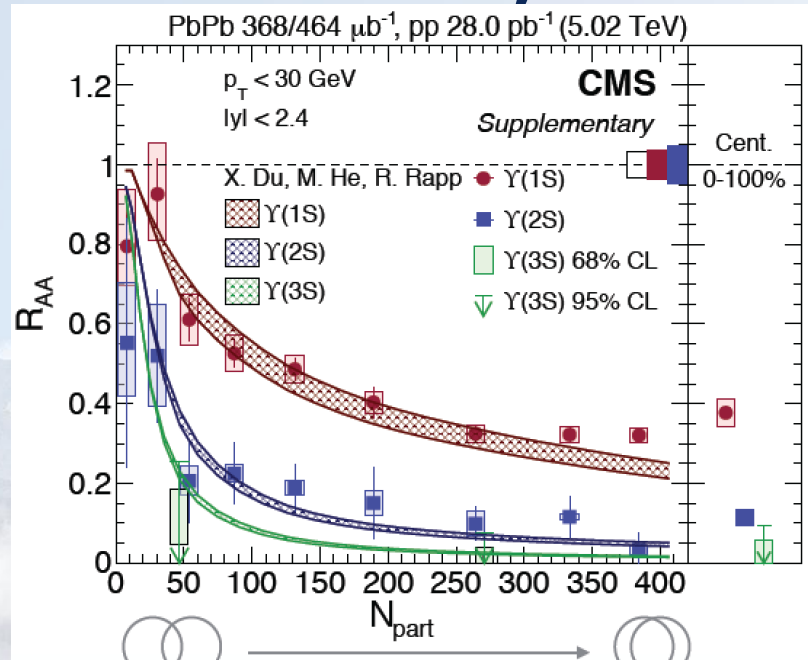 PbPb 368/464 μb⁻¹, pp 28.0 pb⁻¹ (5.02 TeV)
p_T < 30 GeV
|y| < 2.4
CMS
Supplementary
Cent.
0-100%
X. Du, M. He, R. Rapp
ϒ(1S)
ϒ(2S)
ϒ(3S)
ϒ(1S)
ϒ(2S)
ϒ(3S) 68% CL
ϒ(3S) 95% CL
R_AA
1.2
1
0.8
0.6
0.4
0.2
0
0 50 100 150 200 250 300 350 400
N_part